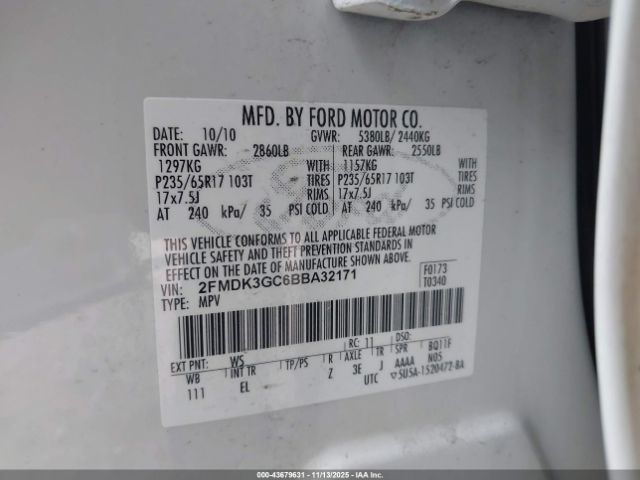 MFD. BY FORD MOTOR CO.
DATE: 10/10 GVWR: 5380LB/ 2440KG
FRONT GAWR: 2860LB REAR GAWR: 2550LB
1297KG WITH 1157KG WITH
P235/65R17 103T TIRES P235/65R17 103T TIRES
17x7.5J RIMS 17x7.5J RIMS
AT 240 kPa/ 35 PSI COLD AT 240 kPa/ 35 PSI COLD
THIS VEHICLE CONFORMS TO ALL APPLICABLE FEDERAL MOTOR
VEHICLE SAFETY AND THEFT PREVENTION STANDARDS IN
EFFECT ON THE DATE OF MANUFACTURE SHOWN ABOVE.
VIN: 2FMDK3GC6BBA32171 F0173
TYPE: MPV T0340
EXT PNT: WS RC: 11 DSO:
WB INT TR TP/PS R AXLE TR SPR BQ11F
111 EL Z 3E J AAAA N05
UTC ▽5U5A-1520472-BA
000-43679631 - 11/13/2025 - IAA Inc.